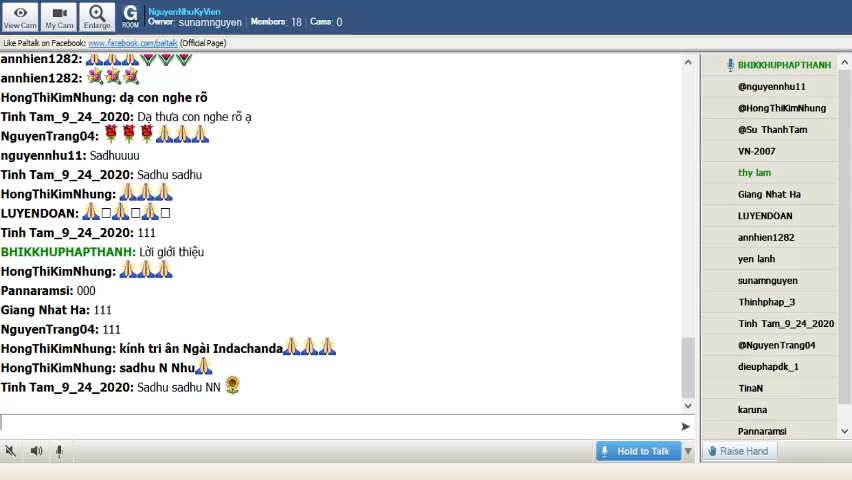 NguyenNhuKyVien
Owner: sunamnguyen Members: 18 Cams: 0
View Cam My Cam Enlarge G ROOM
Like Paltalk on Facebook: www.facebook.com/paltalk (Official Page)
annhien1282:
annhien1282:
HongThiKimNhung: dạ con nghe rõ
Tinh Tam_9_24_2020: Dạ thưa con nghe rõ ạ
NguyenTrang04:
nguyennhu11: Sadhuuuu
Tinh Tam_9_24_2020: Sadhu sadhu
HongThiKimNhung:
LUYENDOAN:
Tinh Tam_9_24_2020: 111
BHIKKHUPHAPTHANH: Lời giới thiệu
HongThiKimNhung:
Pannaramsi: 000
Giang Nhat Ha: 111
NguyenTrang04: 111
HongThiKimNhung: kính tri ân Ngài Indachanda
HongThiKimNhung: sadhu N Nhu
Tinh Tam_9_24_2020: Sadhu sadhu NN
BHIKKHUPHAPTHANH
@nguyennhu11
@HongThiKimNhung
@Su ThanhTam
VN-2007
thy lam
Giang Nhat Ha
LUYENDOAN
annhien1282
yen lanh
sunamnguyen
Thinhphap_3
Tinh Tam_9_24_2020
@NguyenTrang04
dieuphapdk_1
TinaN
karuna
Pannaramsi
Hold to Talk
Raise Hand